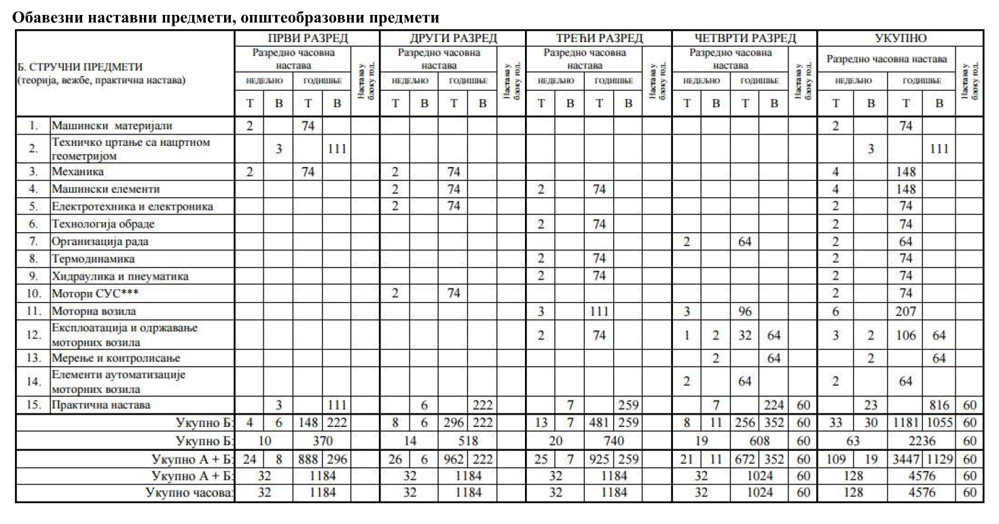 Обавезни наставни предмети, општеобразовни предмети
Б. СТРУЧНИ ПРЕДМЕТИ
(теорија, вежбе, практична настава)
ПРВИ РАЗРЕД ДРУГИ РАЗРЕД ТРЕЋИ РАЗРЕД ЧЕТВРТИ РАЗРЕД УКУПНО
Разредно часовна настава Настава у блоку год. Разредно часовна настава Настава у блоку год. Разредно часовна настава Настава у блоку год. Разредно часовна настава Настава у блоку год. Разредно часовна настава Настава у блоку год.
НЕДЕЉНО ГОДИШЊЕ НЕДЕЉНО ГОДИШЊЕ НЕДЕЉНО ГОДИШЊЕ НЕДЕЉНО ГОДИШЊЕ НЕДЕЉНО ГОДИШЊЕ
Т В Т В Т В Т В Т В Т В Т В Т В Т В Т В
1. Машински материјали 2 74 2 74
2. Техничко цртање са нацртном
геометријом 3 111 3 111
3. Механика 2 74 2 74 4 148
4. Машински елементи 2 74 2 74 4 148
5. Електротехника и електроника 2 74 2 74
6. Технологија обраде 2 74 2 74
7. Организација рада 2 64 2 64
8. Термодинамика 2 74 2 74
9. Хидраулика и пнеуматика 2 74 2 74
10. Мотори СУС*** 2 74 2 74
11. Моторна возила 3 111 3 96 6 207
12. Експлоатација и одржавање
моторних возила 2 74 1 2 32 64 3 2 106 64
13. Мерење и контролисање 2 64 2 64
14. Елементи аутоматизације
моторних возила 2 64 2 64
15. Практична настава 3 111 6 222 7 259 7 224 60 23 816 60
Укупно Б: 4 6 148 222 8 6 296 222 13 7 481 259 8 11 256 352 60 33 30 1181 1055 60
Укупно Б: 10 370 14 518 20 740 19 608 60 63 2236 60
Укупно А + Б: 24 8 888 296 26 6 962 222 25 7 925 259 21 11 672 352 60 109 19 3447 1129 60
Укупно А + Б: 32 1184 32 1184 32 1184 32 1024 60 128 4576 60
Укупно часова: 32 1184 32 1184 32 1184 32 1024 60 128 4576 60